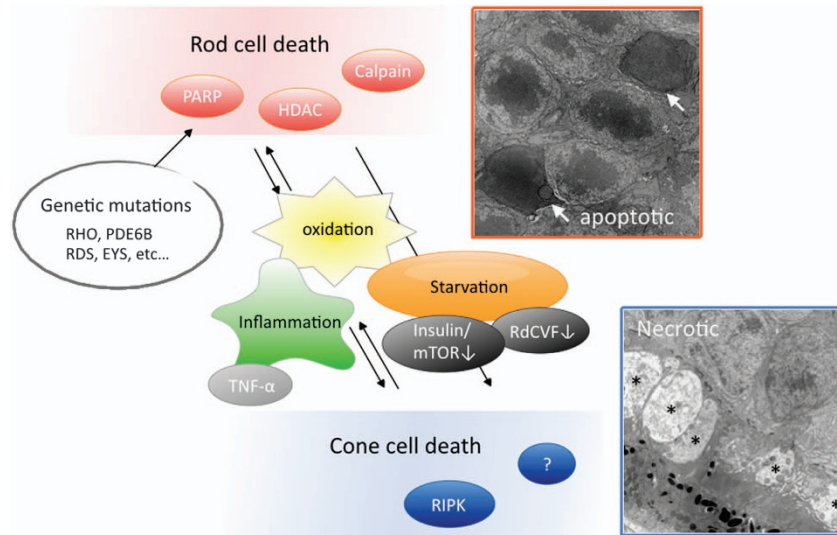 Rod cell death
Calpain
PARP
HDAC
Genetic mutations
RHO, PDE6B
RDS, EYS, etc...
oxidation
apoptotic
Starvation
Inflammation
Insulin/
mTOR↓
RdCVF↓
TNF-α
Necrotic
*
*
*
*
*
Cone cell death
?
RIPK